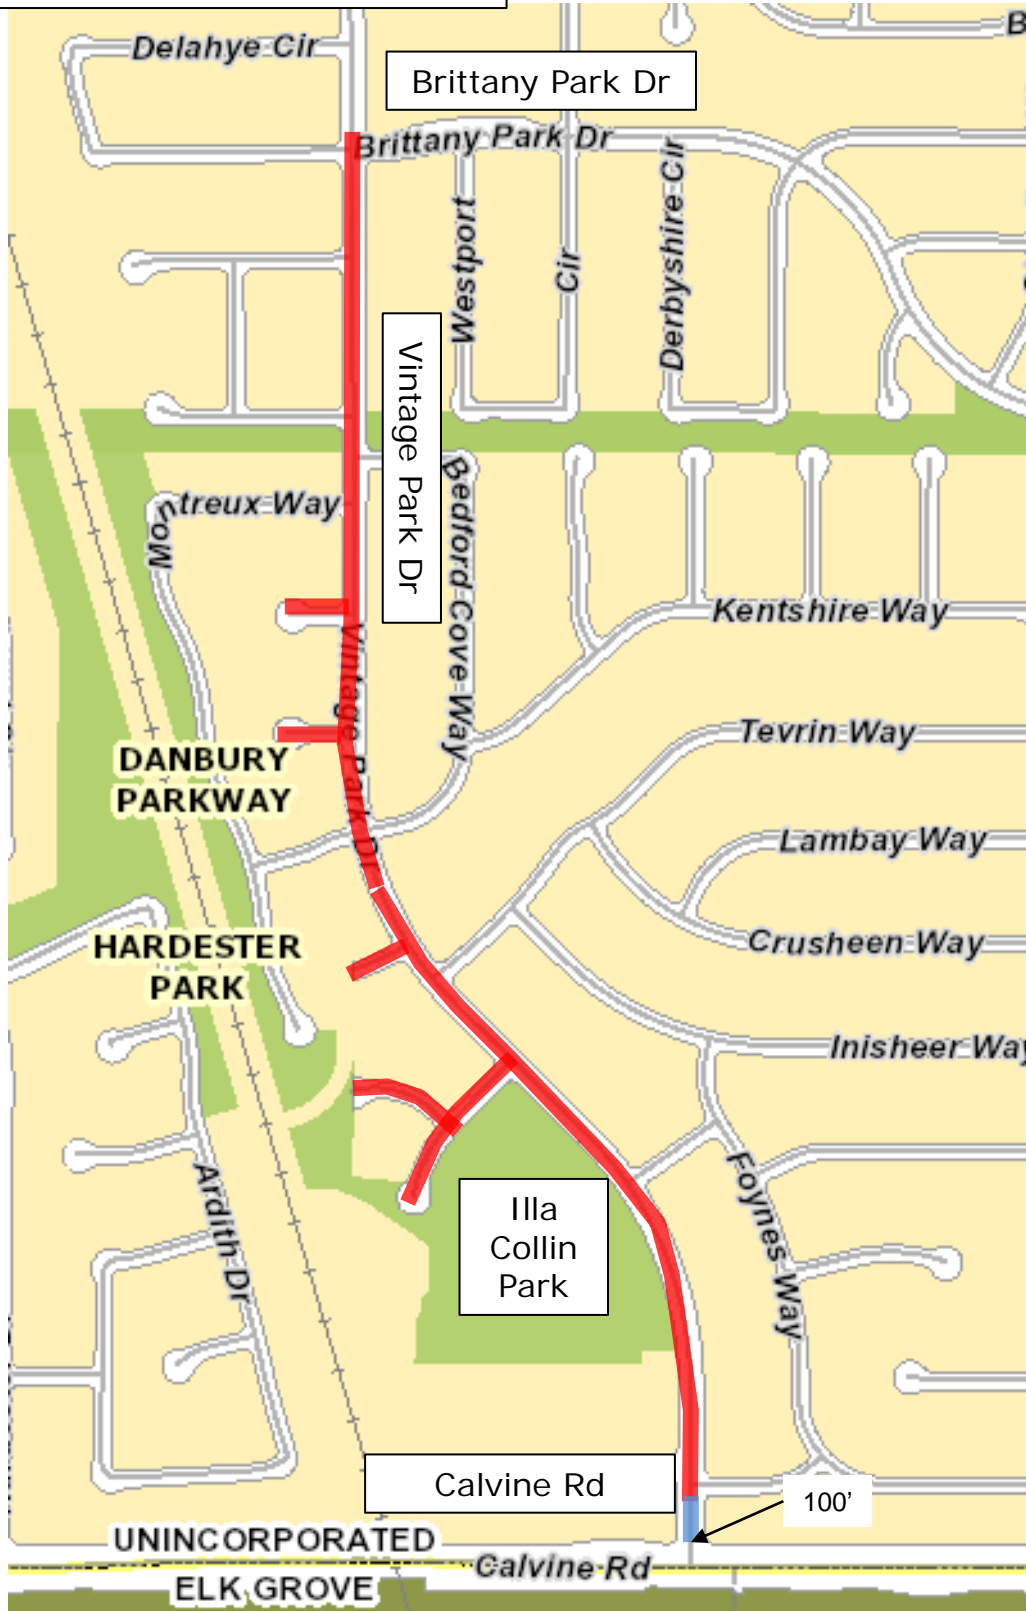 Delahye Cir
Brittany Park Dr
Brittany Park Dr
Westport
Cir
Derbyshire Cir
Vintage Park Dr
Montreux Way
Bedford Cove Way
Kentshire Way
Vintage Park Dr
Tevrin Way
DANBURY
PARKWAY
Lambay Way
HARDESTER
PARK
Crusheen Way
Inisheer Way
Ardith Dr
Foynes Way
Illa
Collin
Park
Calvine Rd
100’
UNINCORPORATED
Calvine Rd
ELK GROVE